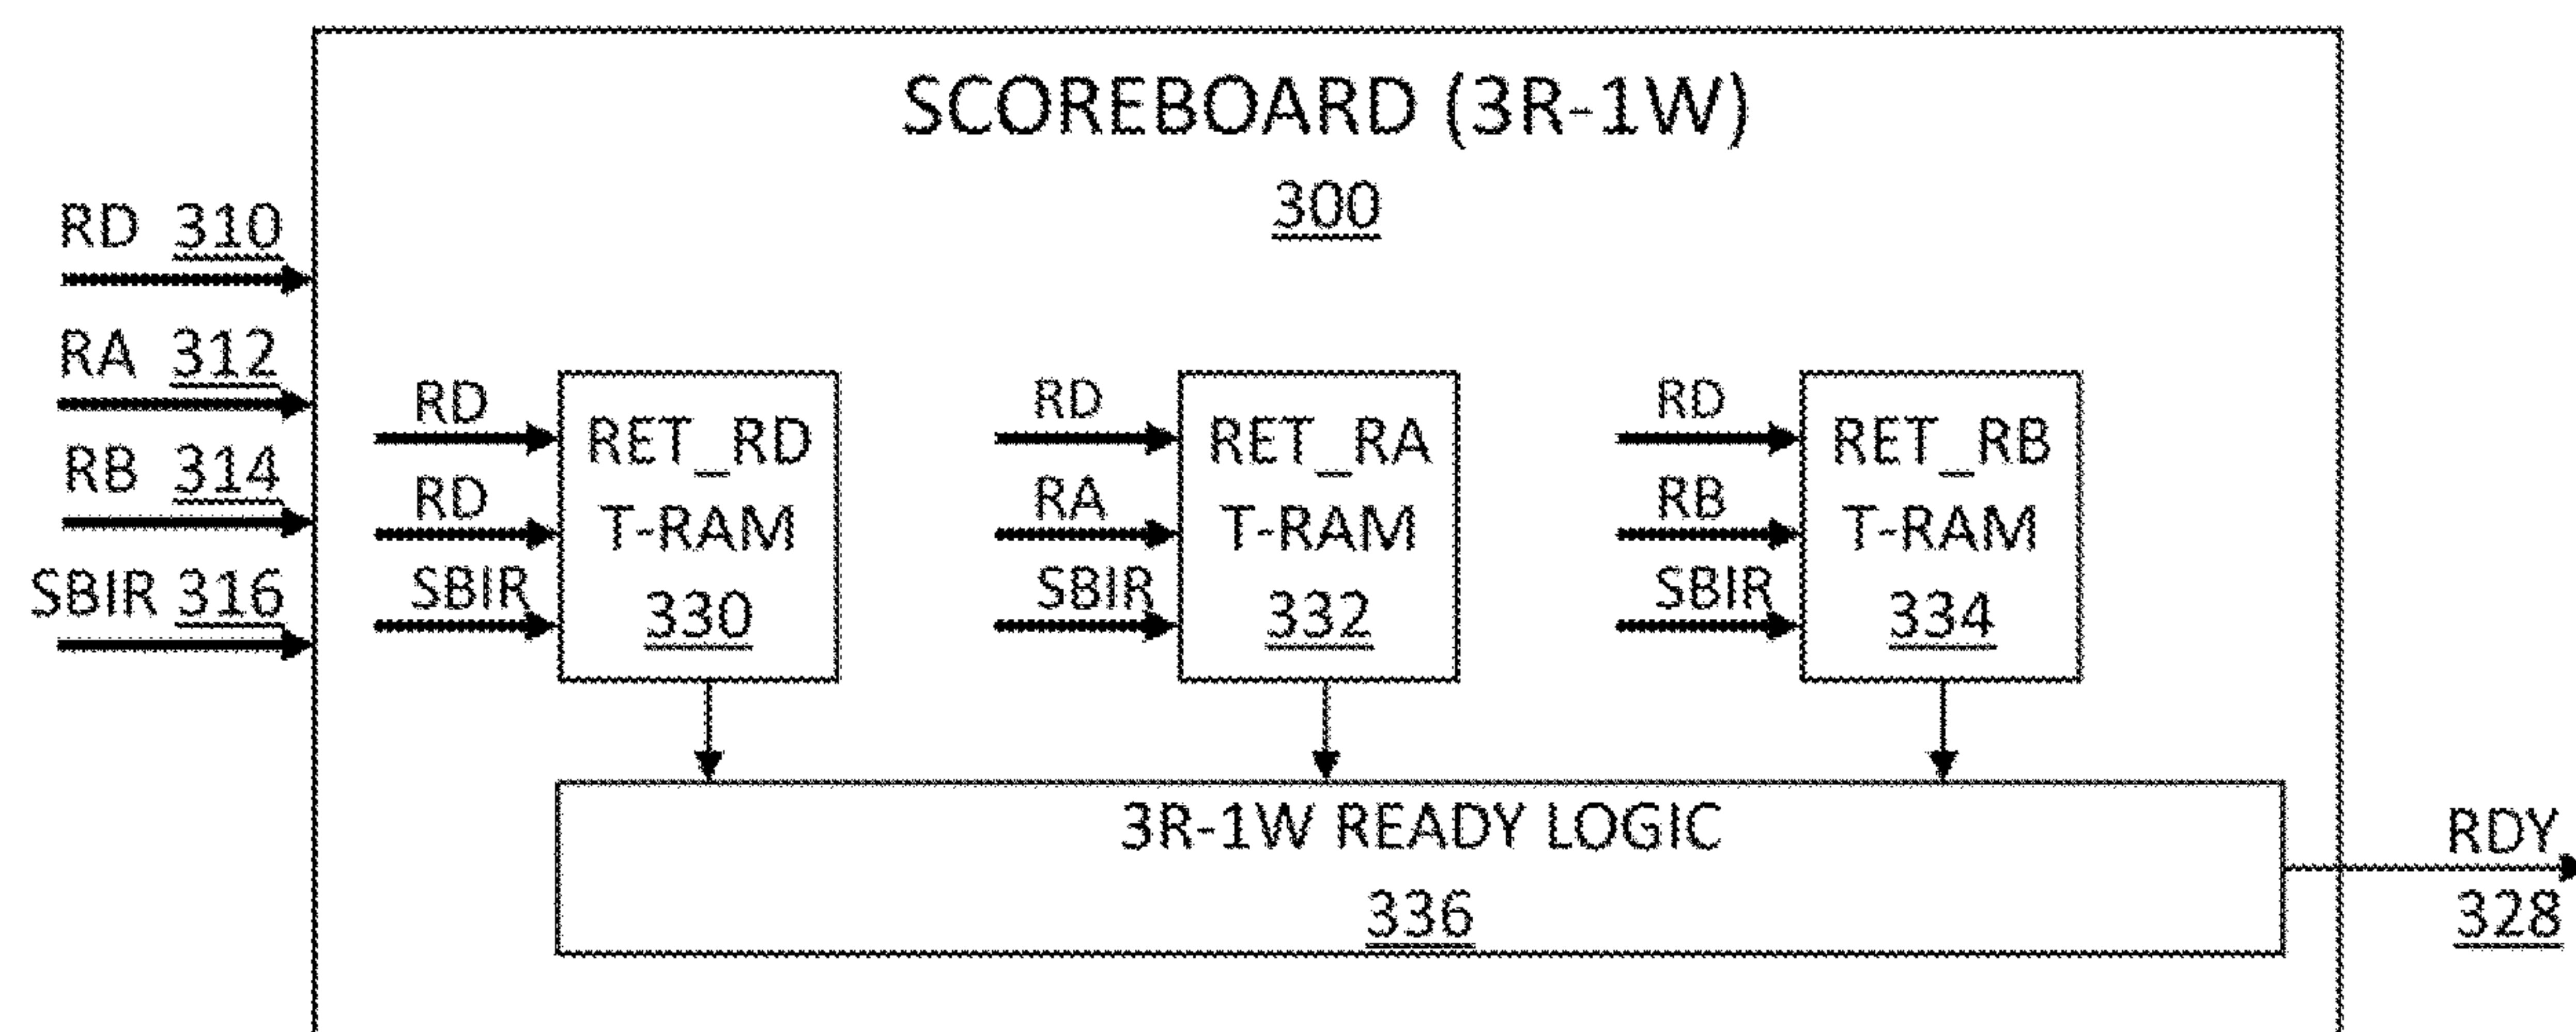 SCOREBOARD (3R-1W)
300
RD 310
RA 312
RB 314
SBIR 316
RD
RD
SBIR
RET_RD
T-RAM
330
RD
RA
SBIR
RET_RA
T-RAM
332
RD
RB
SBIR
RET_RB
T-RAM
334
3R-1W READY LOGIC
336
RDY
328